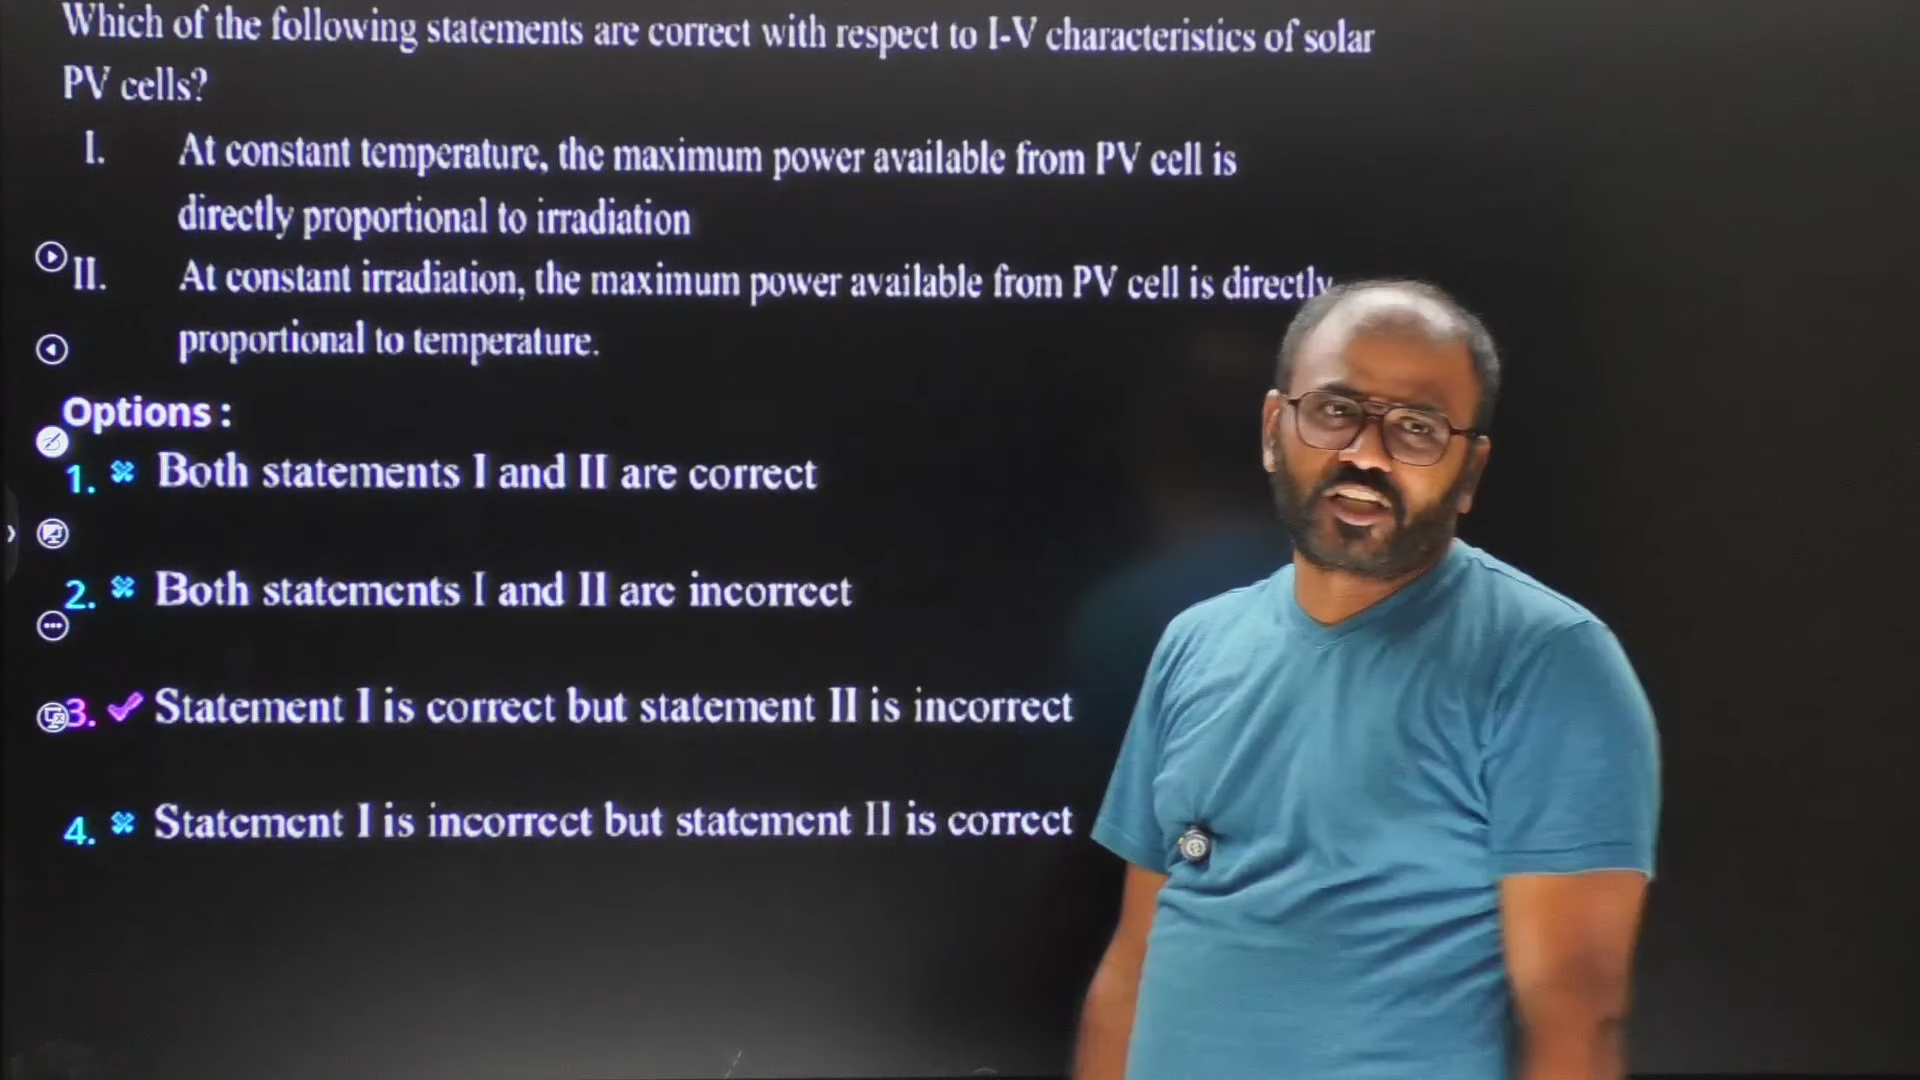 Which of the following statements are correct with respect to I-V characteristics of solar
PV cells?
I. At constant temperature, the maximum power available from PV cell is
directly proportional to irradiation
II. At constant irradiation, the maximum power available from PV cell is directly
proportional to temperature.
Options :
1. Both statements I and II are correct
2. Both statements I and II are incorrect
3. Statement I is correct but statement II is incorrect
4. Statement I is incorrect but statement II is correct